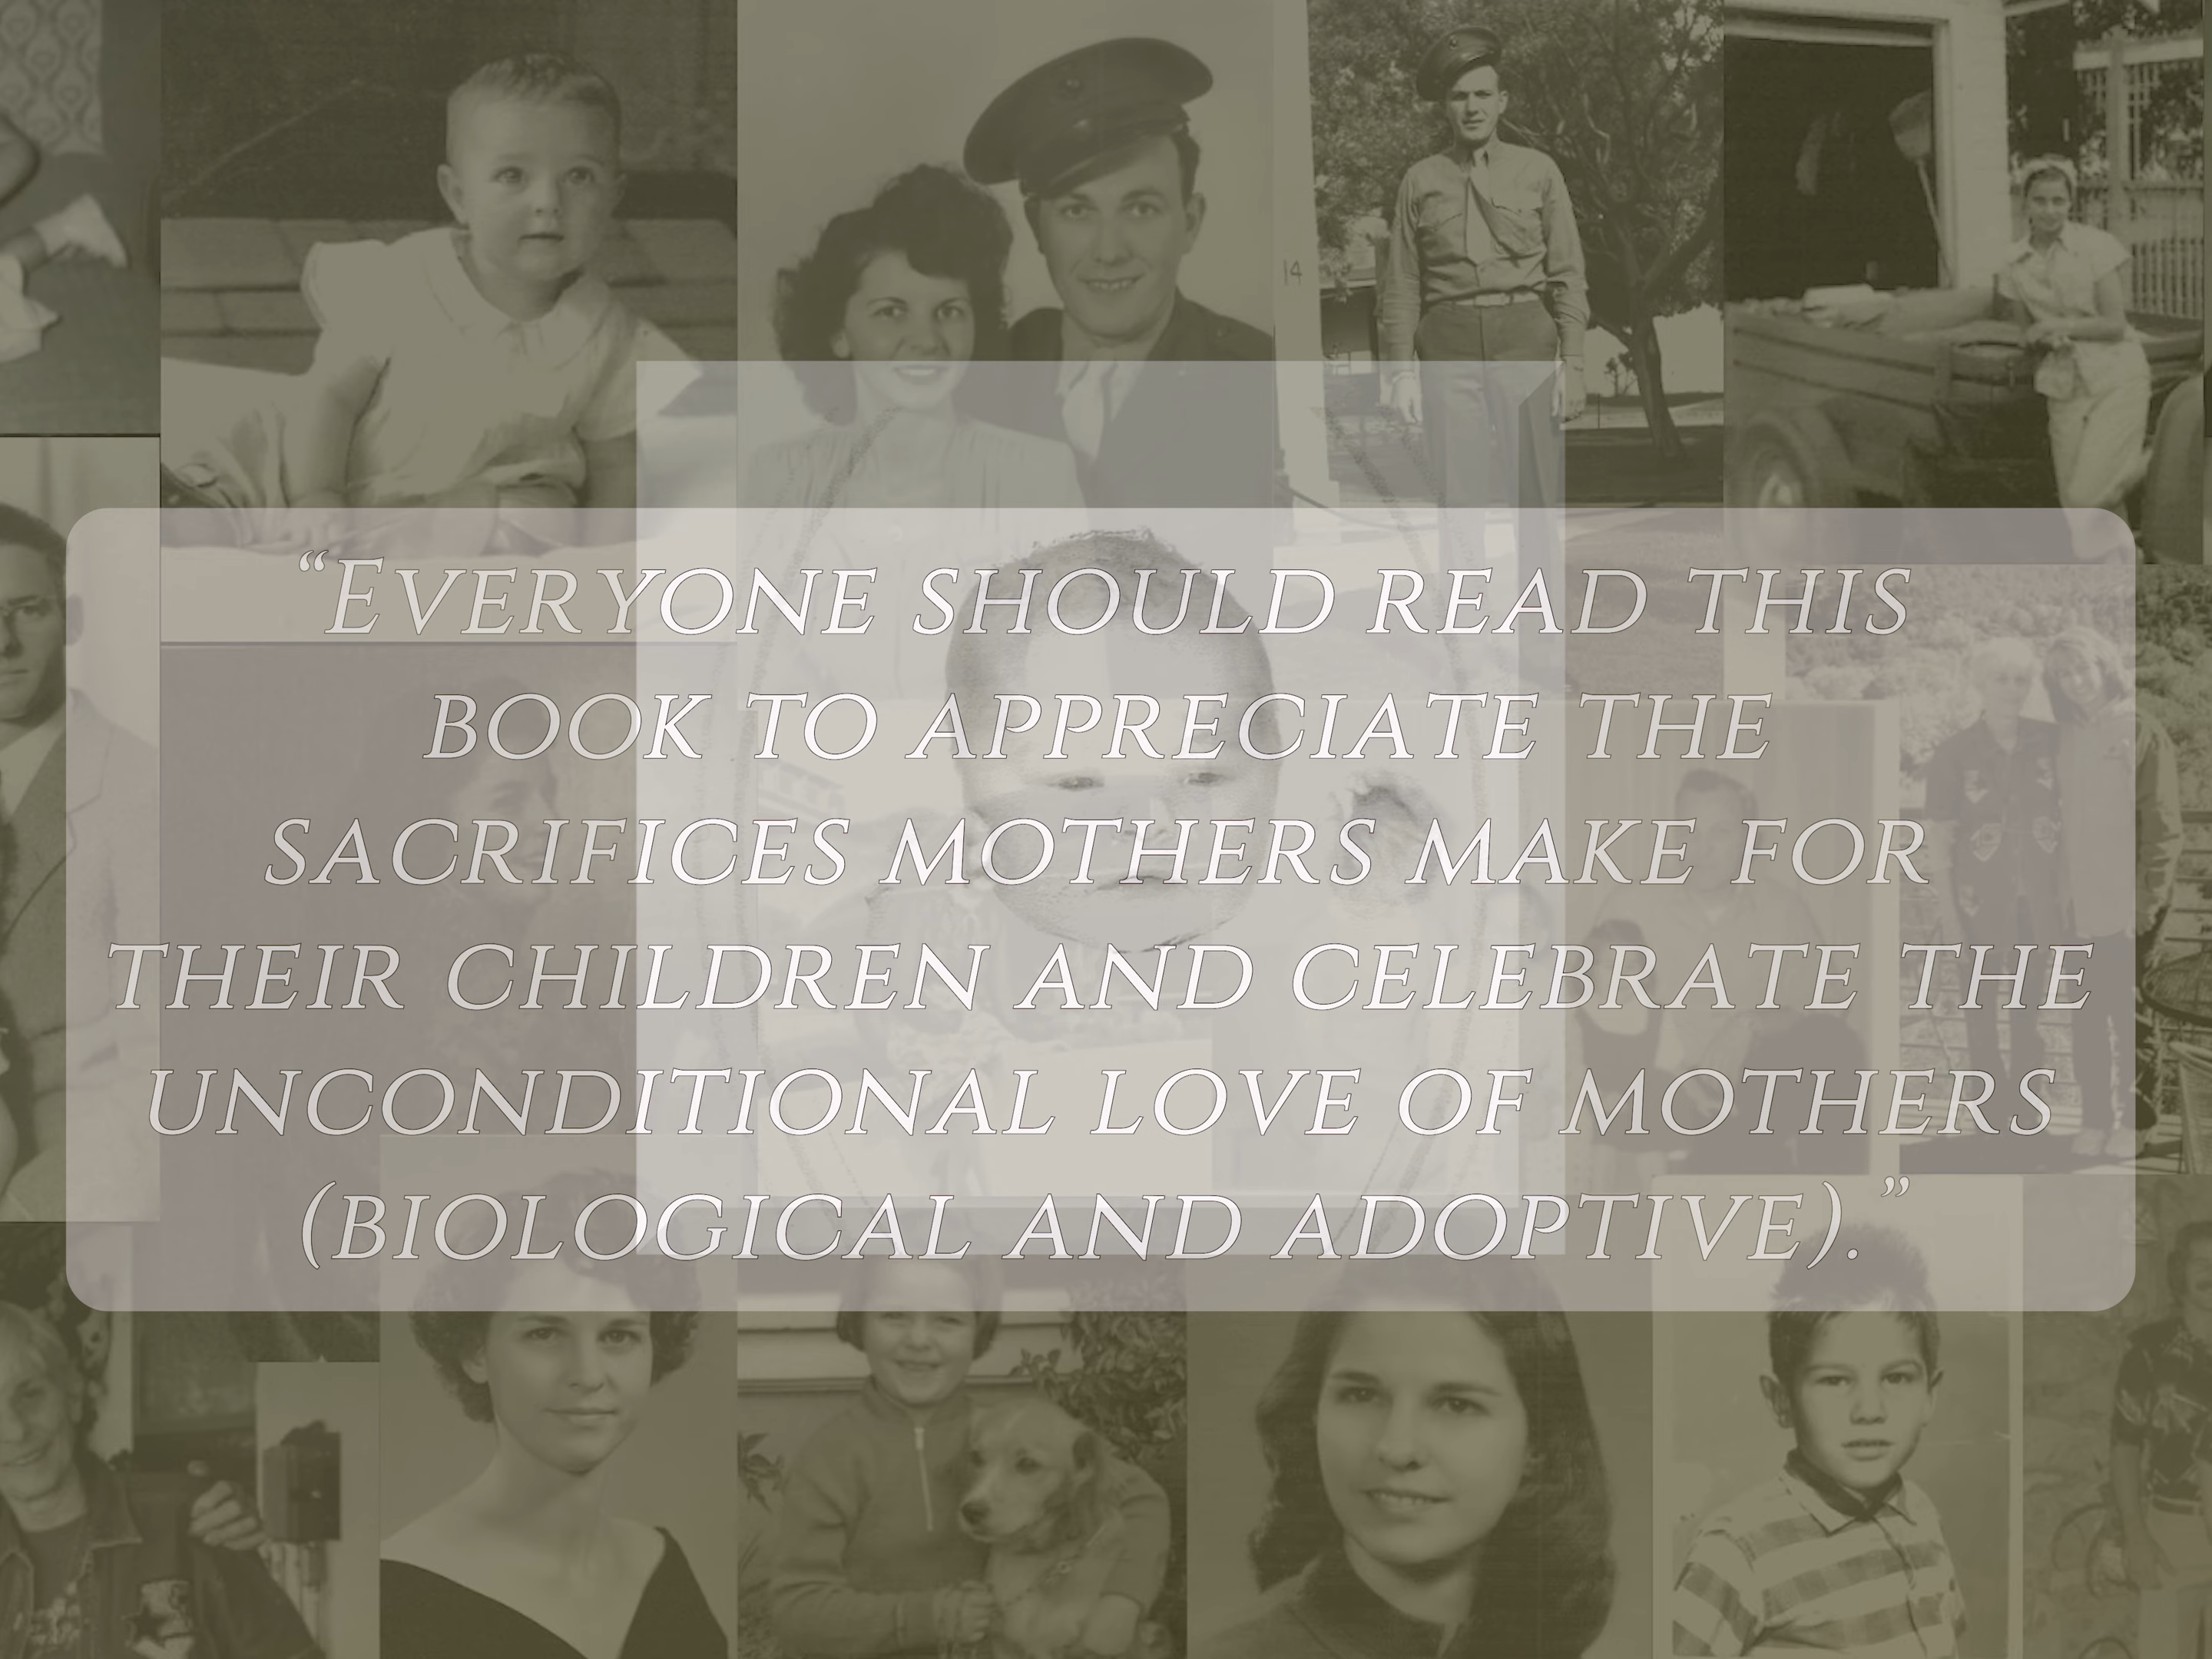 “Everyone should read this
book to appreciate the
sacrifices mothers make for
their children and celebrate the
unconditional love of mothers
(biological and adoptive).”
14